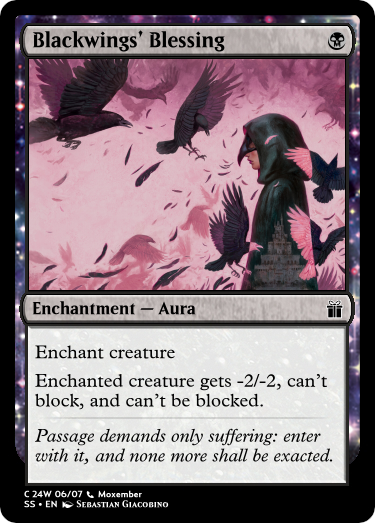 Blackwings' Blessing
Enchantment — Aura
Enchant creature
Enchanted creature gets -2/-2, can't
block, and can't be blocked.
Passage demands only suffering: enter
with it, and none more shall be exacted.
C 24W 06/07 Moxember
SS • EN Sebastian Giacobino